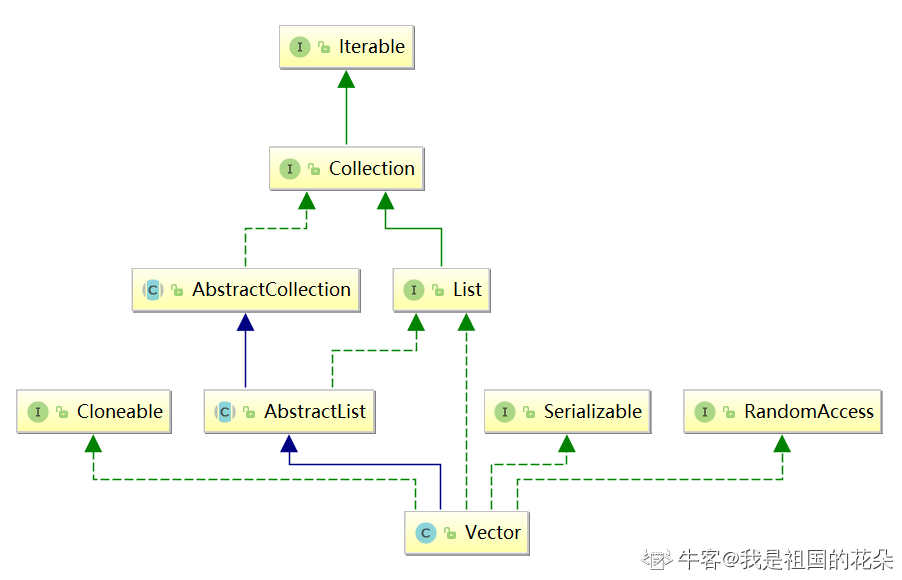 I Iterable
I Collection
C AbstractCollection
I List
I Cloneable
C AbstractList
I Serializable
I RandomAccess
C Vector
牛客@我是祖国的花朵